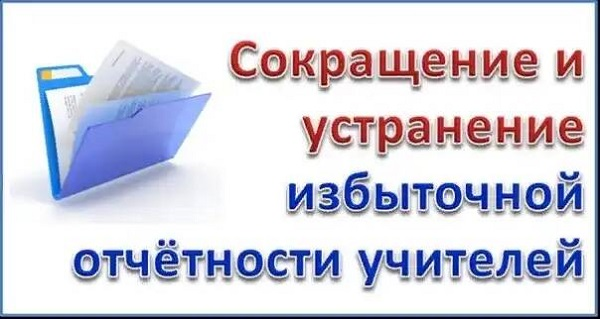 Сокращение и
устранение
избыточной
отчётности учителей